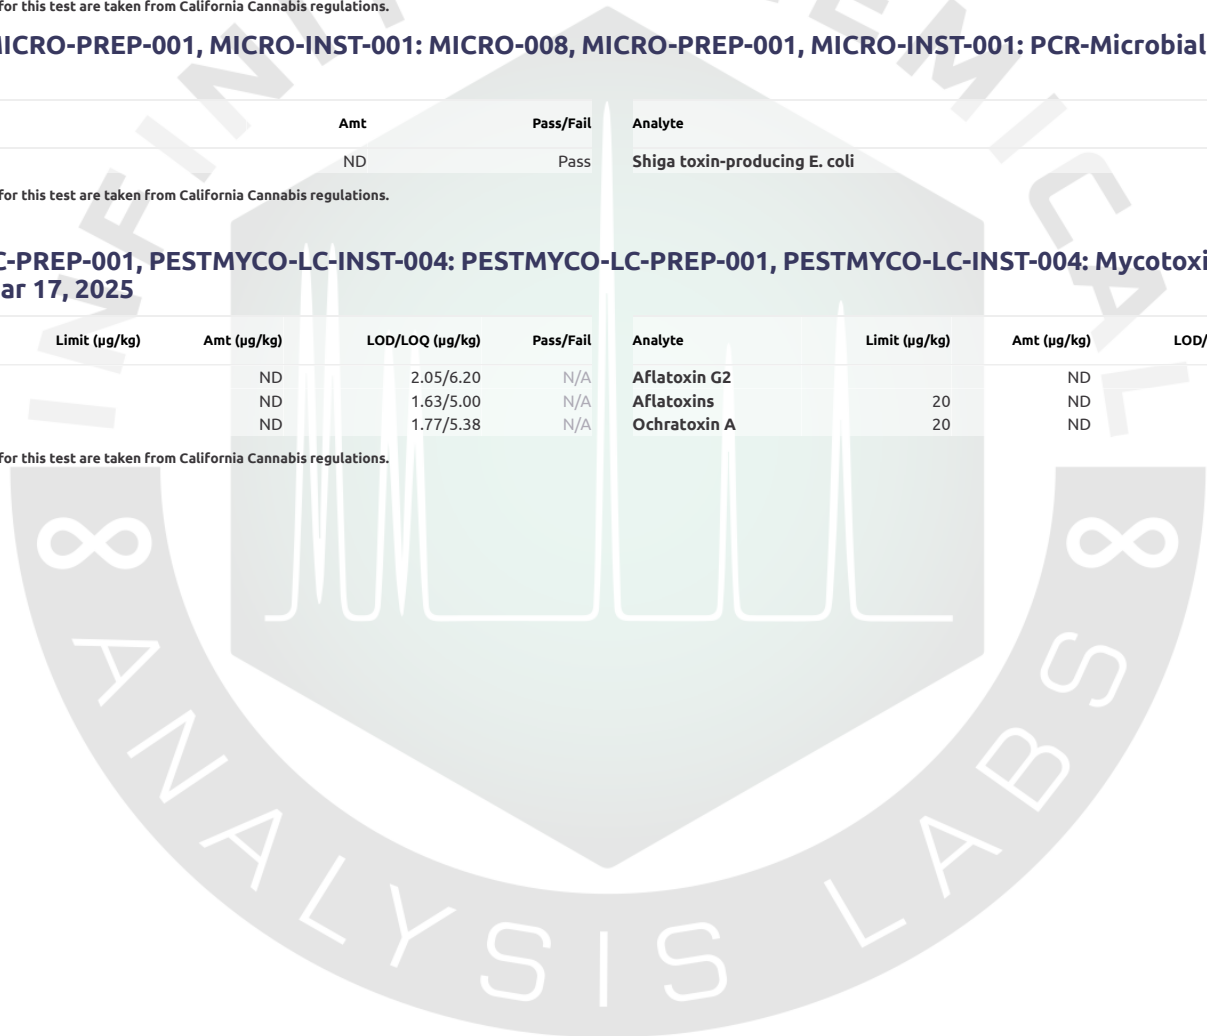 for this test are taken from California Cannabis regulations.
MICRO-PREP-001, MICRO-INST-001: MICRO-008, MICRO-PREP-001, MICRO-INST-001: PCR-Microbial
Amt Pass/Fail Analyte
ND Pass Shiga toxin-producing E. coli
for this test are taken from California Cannabis regulations.
C-PREP-001, PESTMYCO-LC-INST-004: PESTMYCO-LC-PREP-001, PESTMYCO-LC-INST-004: Mycotoxi
ar 17, 2025
Limit (µg/kg) Amt (µg/kg) LOD/LOQ (µg/kg) Pass/Fail Analyte Limit (µg/kg) Amt (µg/kg) LOD/
ND 2.05/6.20 N/A Aflatoxin G2 ND
ND 1.63/5.00 N/A Aflatoxins 20 ND
ND 1.77/5.38 N/A Ochratoxin A 20 ND
for this test are taken from California Cannabis regulations.
INFINIT EMICAL
∞ ANALYSIS LABS ∞